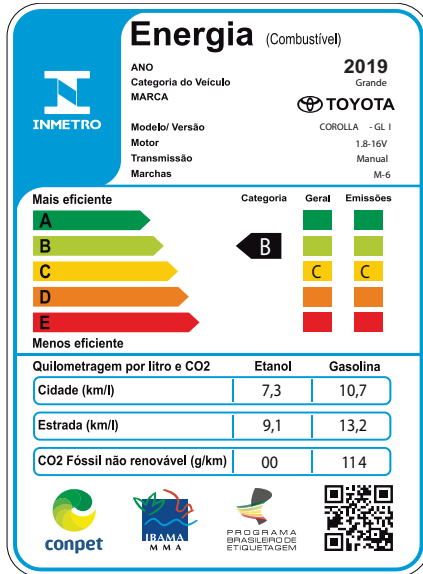 Energia (Combustível)
ANO 2019
Categoria do Veículo Grande
MARCA TOYOTA
INMETRO
Modelo/ Versão COROLLA - GL I
Motor 1.8-16V
Transmissão Manual
Marchas M-6
Mais eficiente Categoria Geral Emissões
A
B B
C C C
D
E
Menos eficiente
Quilometragem por litro e CO2 Etanol Gasolina
Cidade (km/l) 7,3 10,7
Estrada (km/l) 9,1 13,2
CO2 Fóssil não renovável (g/km) 00 114
conpet
IBAMA
M M A
PROGRAMA
BRASILEIRO DE
ETIQUETAGEM